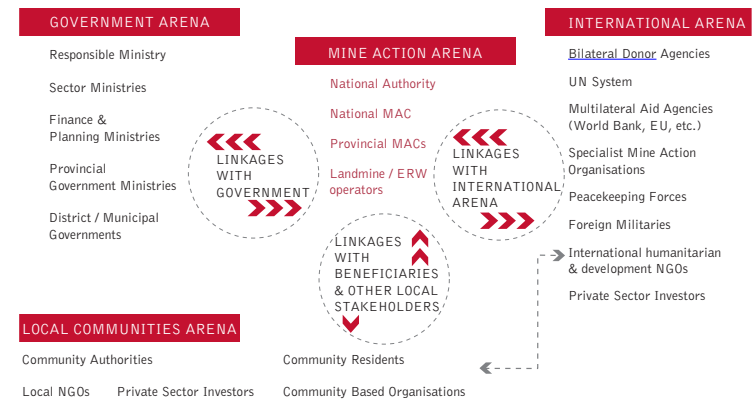 GOVERNMENT ARENA
Responsible Ministry
Sector Ministries
Finance &
Planning Ministries
Provincial
Government Ministries
District / Municipal
Governments
LINKAGES
WITH
GOVERNMENT
MINE ACTION ARENA
National Authority
National MAC
Provincial MACs
Landmine / ERW
operators
LINKAGES
WITH
INTERNATIONAL
ARENA
INTERNATIONAL ARENA
Bilateral Donor Agencies
UN System
Multilateral Aid Agencies
(World Bank, EU, etc.)
Specialist Mine Action
Organisations
Peacekeeping Forces
Foreign Militaries
International humanitarian
& development NGOs
Private Sector Investors
LINKAGES
WITH
BENEFICIARIES
& OTHER LOCAL
STAKEHOLDERS
LOCAL COMMUNITIES ARENA
Community Authorities
Community Residents
Local NGOs
Private Sector Investors
Community Based Organisations